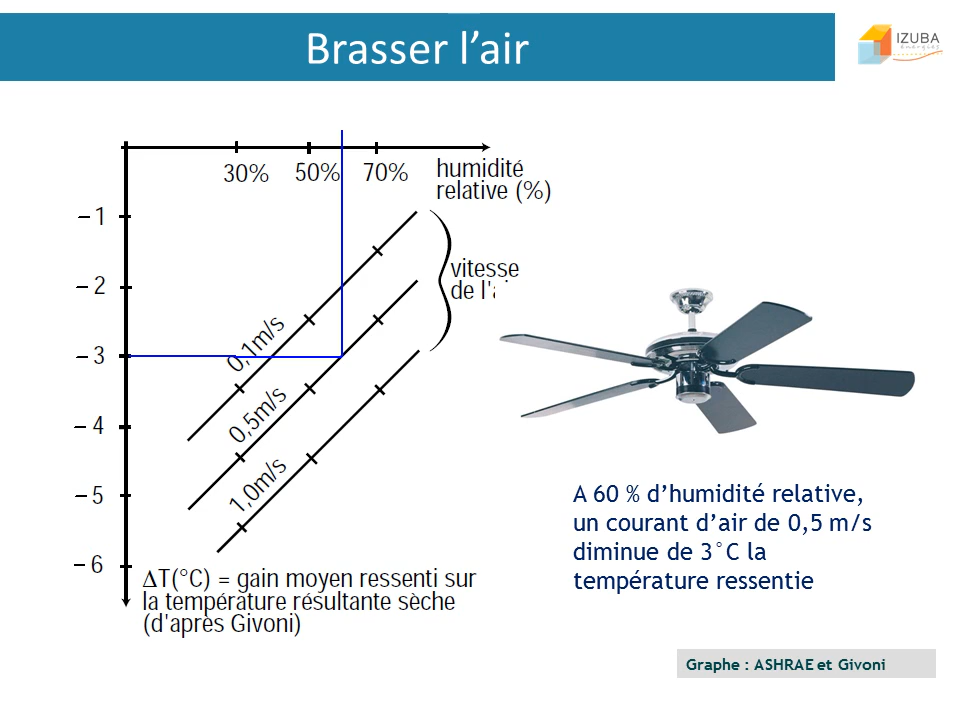 Brasser l’air
IZUBA
énergies
30% 50% 70%
humidité
relative (%)
– 1
– 2
– 3
– 4
– 5
– 6
vitesse
de l'
0,1m/s
0,5m/s
1,0m/s
ΔT(°C) = gain moyen ressenti sur
la température résultante sèche
(d'après Givoni)
A 60 % d’humidité relative,
un courant d’air de 0,5 m/s
diminue de 3°C la
température ressentie
Graphe : ASHRAE et Givoni